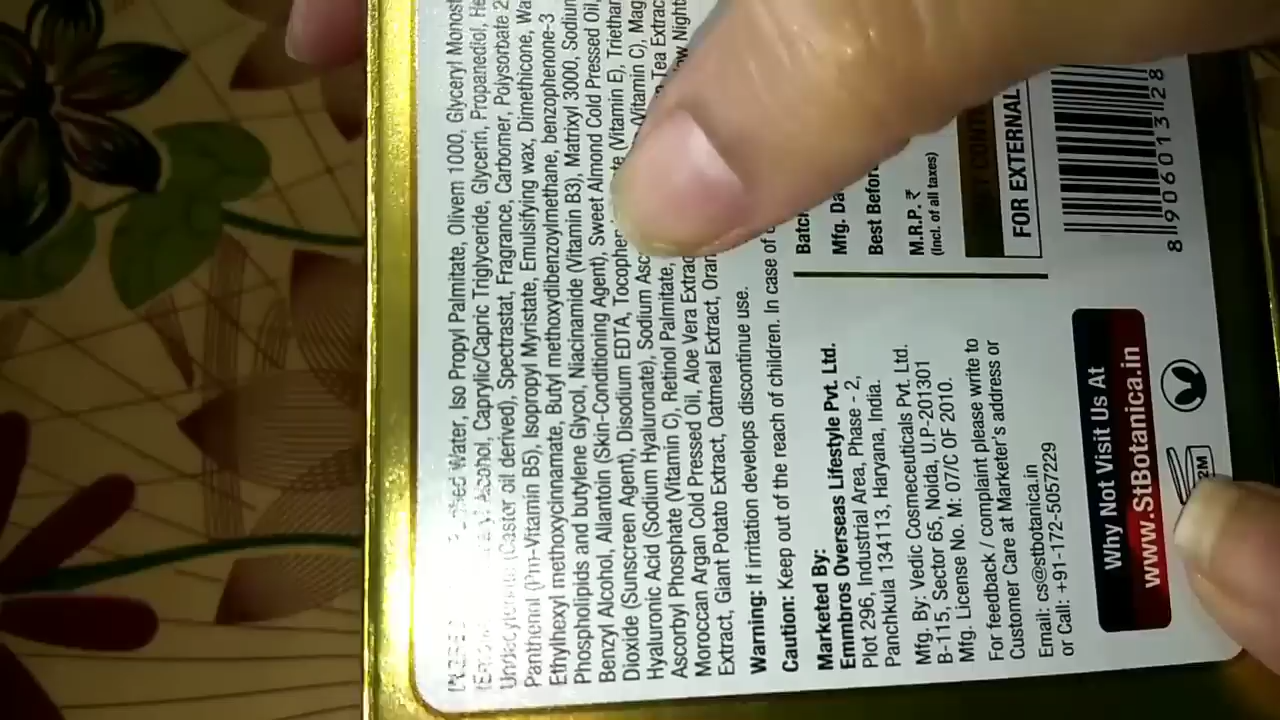 Water, Iso Propyl Palmitate, Olivem 1000, Glyceryl Monost
Alcohol, Caprylic/Capric Triglyceride, Glycerin, Propanediol, He
(Castor oil derived), Spectrastat, Fragrance, Carbomer, Polysorbate 2
Panthenol (Pro-Vitamin B5), Isopropyl Myristate, Emulsifying wax, Dimethicone, Wa
Ethylhexyl methoxycinnamate, Butyl methoxydibenzoylmethane, benzophenone-3
Phospholipids and butylene Glycol, Niacinamide (Vitamin B3), Matrixyl 3000, Sodium
Benzyl Alcohol, Allantoin (Skin-Conditioning Agent), Sweet Almond Cold Pressed Oil,
Dioxide (Sunscreen Agent), Disodium EDTA, Tocopher te (Vitamin E), Triethan
Hyaluronic Acid (Sodium Hyaluronate), Sodium Asc (Vitamin C), Mag
Ascorbyl Phosphate (Vitamin C), Retinol Palmitate, Tea Extrac
Moroccan Argan Cold Pressed Oil, Aloe Vera Extrac ow Night
Extract, Giant Potato Extract, Oatmeal Extract, Oran
Warning: If irritation develops discontinue use.
Caution: Keep out of the reach of children. In case of
Marketed By:
Emmbros Overseas Lifestyle Pvt. Ltd.
Plot 296, Industrial Area, Phase - 2,
Panchkula 134113, Haryana, India.
Mfg. By: Vedic Cosmeceuticals Pvt. Ltd.
B-115, Sector 65, Noida, U.P-201301
Mfg. License No. M: 07/C OF 2010.
For feedback / complaint please write to
Customer Care at Marketer's address or
Email: cs@stbotanica.in
or Call: +91-172-5057229
Batc
Mfg. Da
Best Befor
M.R.P. ₹
(Incl. of all taxes)
FOR EXTERNAL
8 906013 28
Why Not Visit Us At
www.StBotanica.in
2M